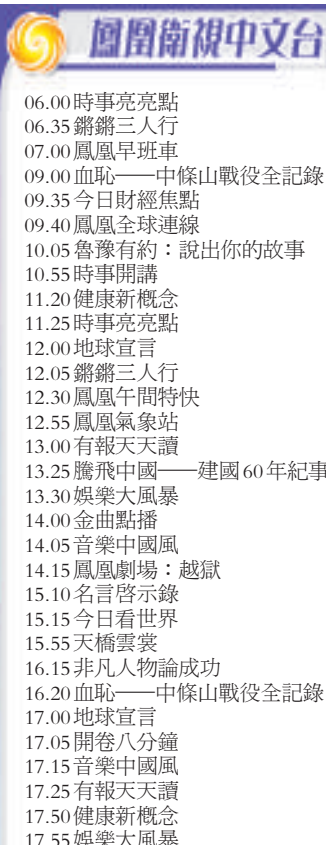 鳳凰衛視中文台
06.00時事亮亮點
06.35鏘鏘三人行
07.00鳳凰早班車
09.00血恥——中條山戰役全記錄
09.35今日財經焦點
09.40鳳凰全球連線
10.05魯豫有約：說出你的故事
10.55時事開講
11.20健康新概念
11.25時事亮亮點
12.00地球宣言
12.05鏘鏘三人行
12.30鳳凰午間特快
12.55鳳凰氣象站
13.00有報天天讀
13.25騰飛中國——建國60年紀事
13.30娛樂大風暴
14.00金曲點播
14.05音樂中國風
14.15鳳凰劇場：越獄
15.10名言啓示錄
15.15今日看世界
15.55天橋雲裳
16.15非凡人物論成功
16.20血恥——中條山戰役全記錄
17.00地球宣言
17.05開卷八分鐘
17.15音樂中國風
17.25有報天天讀
17.50健康新概念
17.55娛樂大風暴